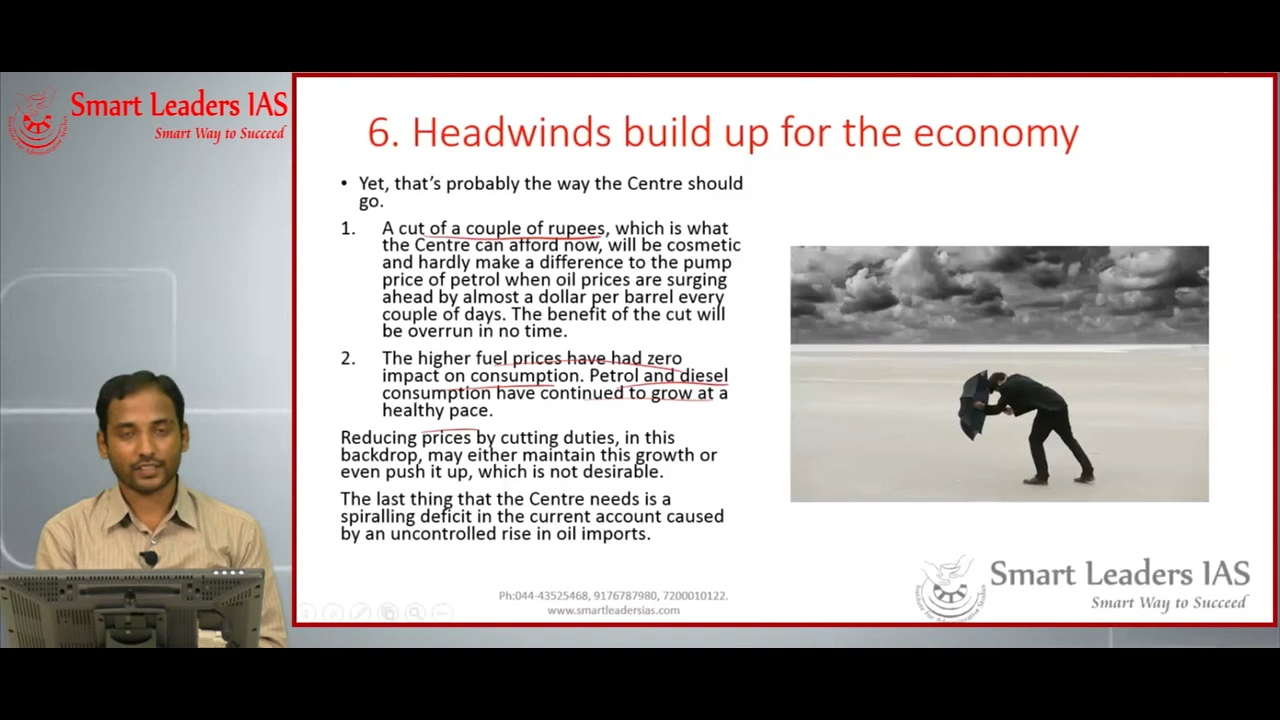 Smart Leaders IAS
Smart Way to Succeed
6. Headwinds build up for the economy
• Yet, that's probably the way the Centre should
go.
1. A cut of a couple of rupees, which is what
the Centre can afford now, will be cosmetic
and hardly make a difference to the pump
price of petrol when oil prices are surging
ahead by almost a dollar per barrel every
couple of days. The benefit of the cut will
be overrun in no time.
2. The higher fuel prices have had zero
impact on consumption. Petrol and diesel
consumption have continued to grow at a
healthy pace.
Reducing prices by cutting duties, in this
backdrop, may either maintain this growth or
even push it up, which is not desirable.
The last thing that the Centre needs is a
spiralling deficit in the current account caused
by an uncontrolled rise in oil imports.
Ph:044-43525468, 9176787980, 7200010122.
www.smartleadersias.com
Smart Leaders IAS
Smart Way to Succeed